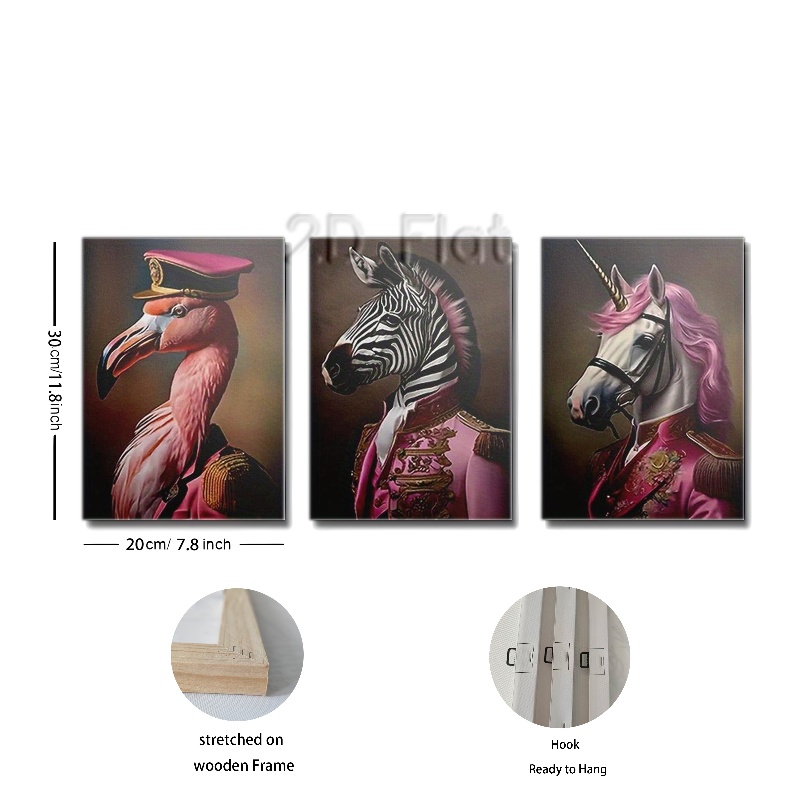 2D Flat
30cm/11.8inch
20cm/ 7.8 inch
stretched on
wooden Frame
Hook
Ready to Hang